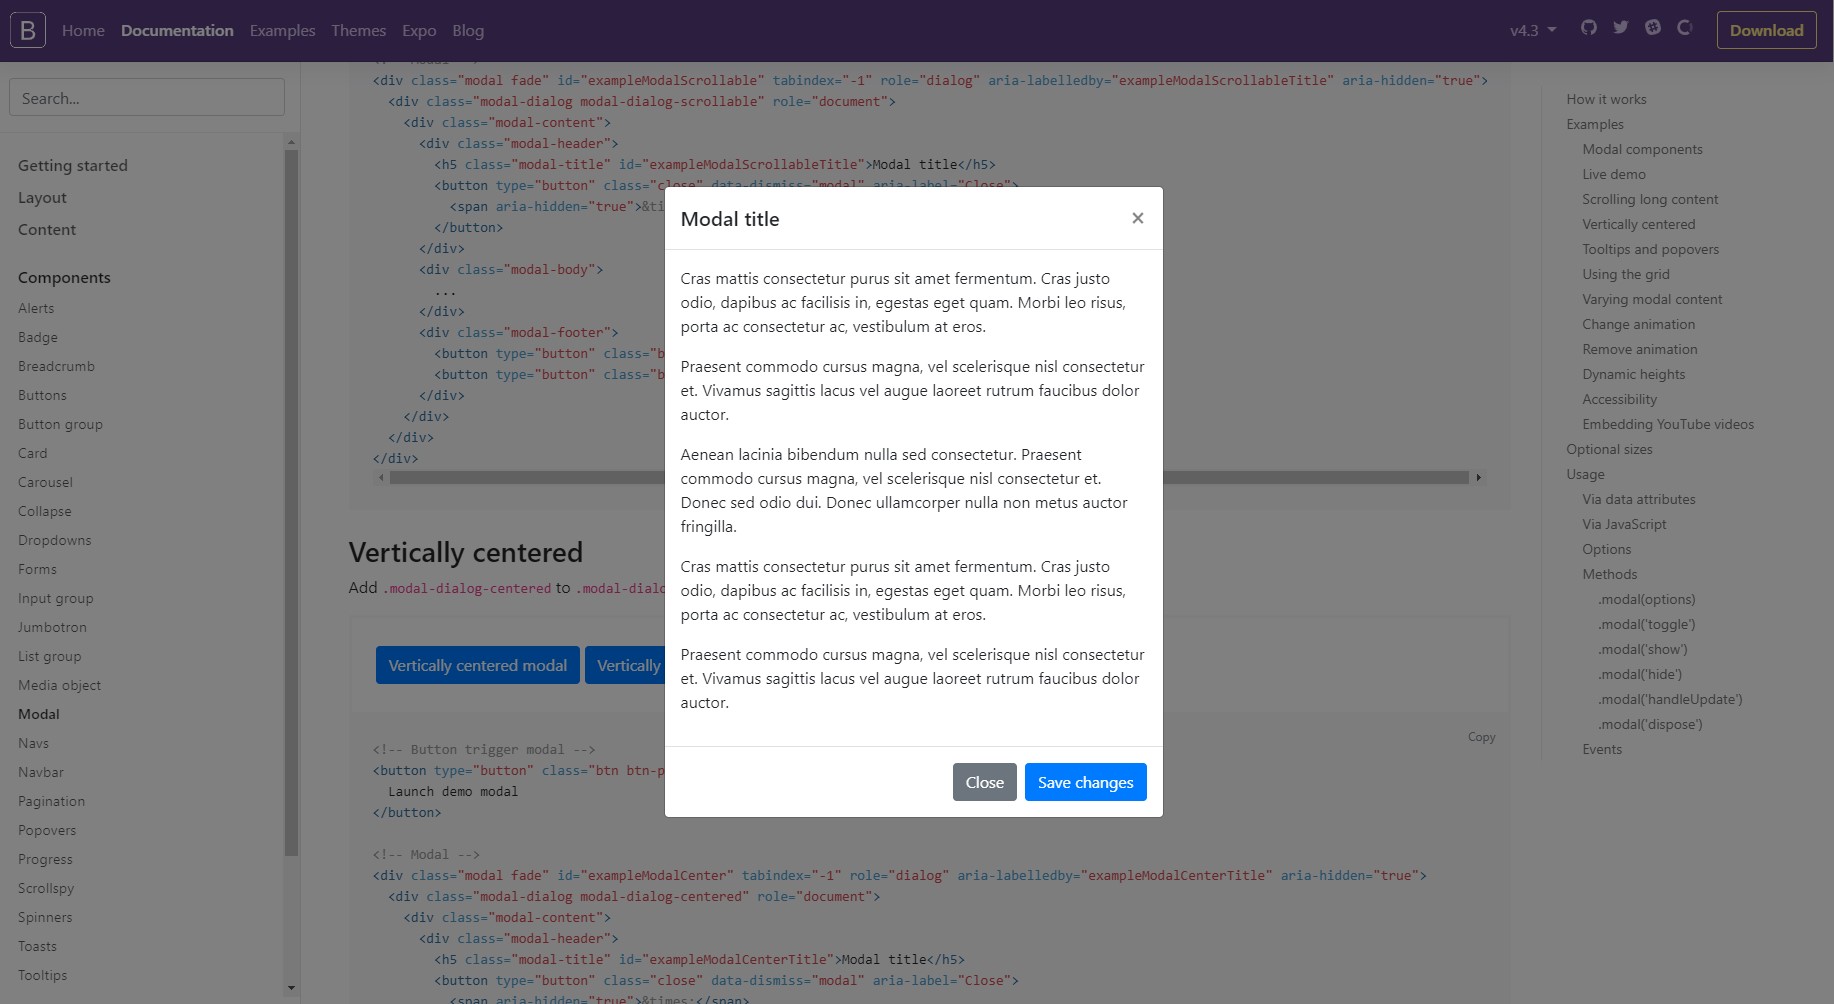 B Home Documentation Examples Themes Expo Blog v4.3 Download
Search...
Getting started
Layout
Content
Components
Alerts
Badge
Breadcrumb
Buttons
Button group
Card
Carousel
Collapse
Dropdowns
Forms
Input group
Jumbotron
List group
Media object
Modal
Navs
Navbar
Pagination
Popovers
Progress
Scrollspy
Spinners
Toasts
Tooltips
<div class="modal fade" id="exampleModalScrollable" tabindex="-1" role="dialog" aria-labelledby="exampleModalScrollableTitle" aria-hidden="true">
<div class="modal-dialog modal-dialog-scrollable" role="document">
<div class="modal-content">
<div class="modal-header">
<h5 class="modal-title" id="exampleModalScrollableTitle">Modal title</h5>
<button type="button" class="close" data-dismiss="modal" aria-label="Close">
<span aria-hidden="true">&ti
</button>
</div>
<div class="modal-body">
...
</div>
<div class="modal-footer">
<button type="button" class="b
<button type="button" class="b
</div>
</div>
</div>
</div>
Vertically centered
Add .modal-dialog-centered to .modal-dialo
Vertically centered modal Vertically
Copy
<!-- Button trigger modal -->
<button type="button" class="btn btn-p
Launch demo modal
</button>
<!-- Modal -->
<div class="modal fade" id="exampleModalCenter" tabindex="-1" role="dialog" aria-labelledby="exampleModalCenterTitle" aria-hidden="true">
<div class="modal-dialog modal-dialog-centered" role="document">
<div class="modal-content">
<div class="modal-header">
<h5 class="modal-title" id="exampleModalCenterTitle">Modal title</h5>
<button type="button" class="close" data-dismiss="modal" aria-label="Close">
<span aria-hidden="true">&times;</span>
Modal title ×
Cras mattis consectetur purus sit amet fermentum. Cras justo
odio, dapibus ac facilisis in, egestas eget quam. Morbi leo risus,
porta ac consectetur ac, vestibulum at eros.
Praesent commodo cursus magna, vel scelerisque nisl consectetur
et. Vivamus sagittis lacus vel augue laoreet rutrum faucibus dolor
auctor.
Aenean lacinia bibendum nulla sed consectetur. Praesent
commodo cursus magna, vel scelerisque nisl consectetur et.
Donec sed odio dui. Donec ullamcorper nulla non metus auctor
fringilla.
Cras mattis consectetur purus sit amet fermentum. Cras justo
odio, dapibus ac facilisis in, egestas eget quam. Morbi leo risus,
porta ac consectetur ac, vestibulum at eros.
Praesent commodo cursus magna, vel scelerisque nisl consectetur
et. Vivamus sagittis lacus vel augue laoreet rutrum faucibus dolor
auctor.
Close Save changes
How it works
Examples
Modal components
Live demo
Scrolling long content
Vertically centered
Tooltips and popovers
Using the grid
Varying modal content
Change animation
Remove animation
Dynamic heights
Accessibility
Embedding YouTube videos
Optional sizes
Usage
Via data attributes
Via JavaScript
Options
Methods
.modal(options)
.modal('toggle')
.modal('show')
.modal('hide')
.modal('handleUpdate')
.modal('dispose')
Events